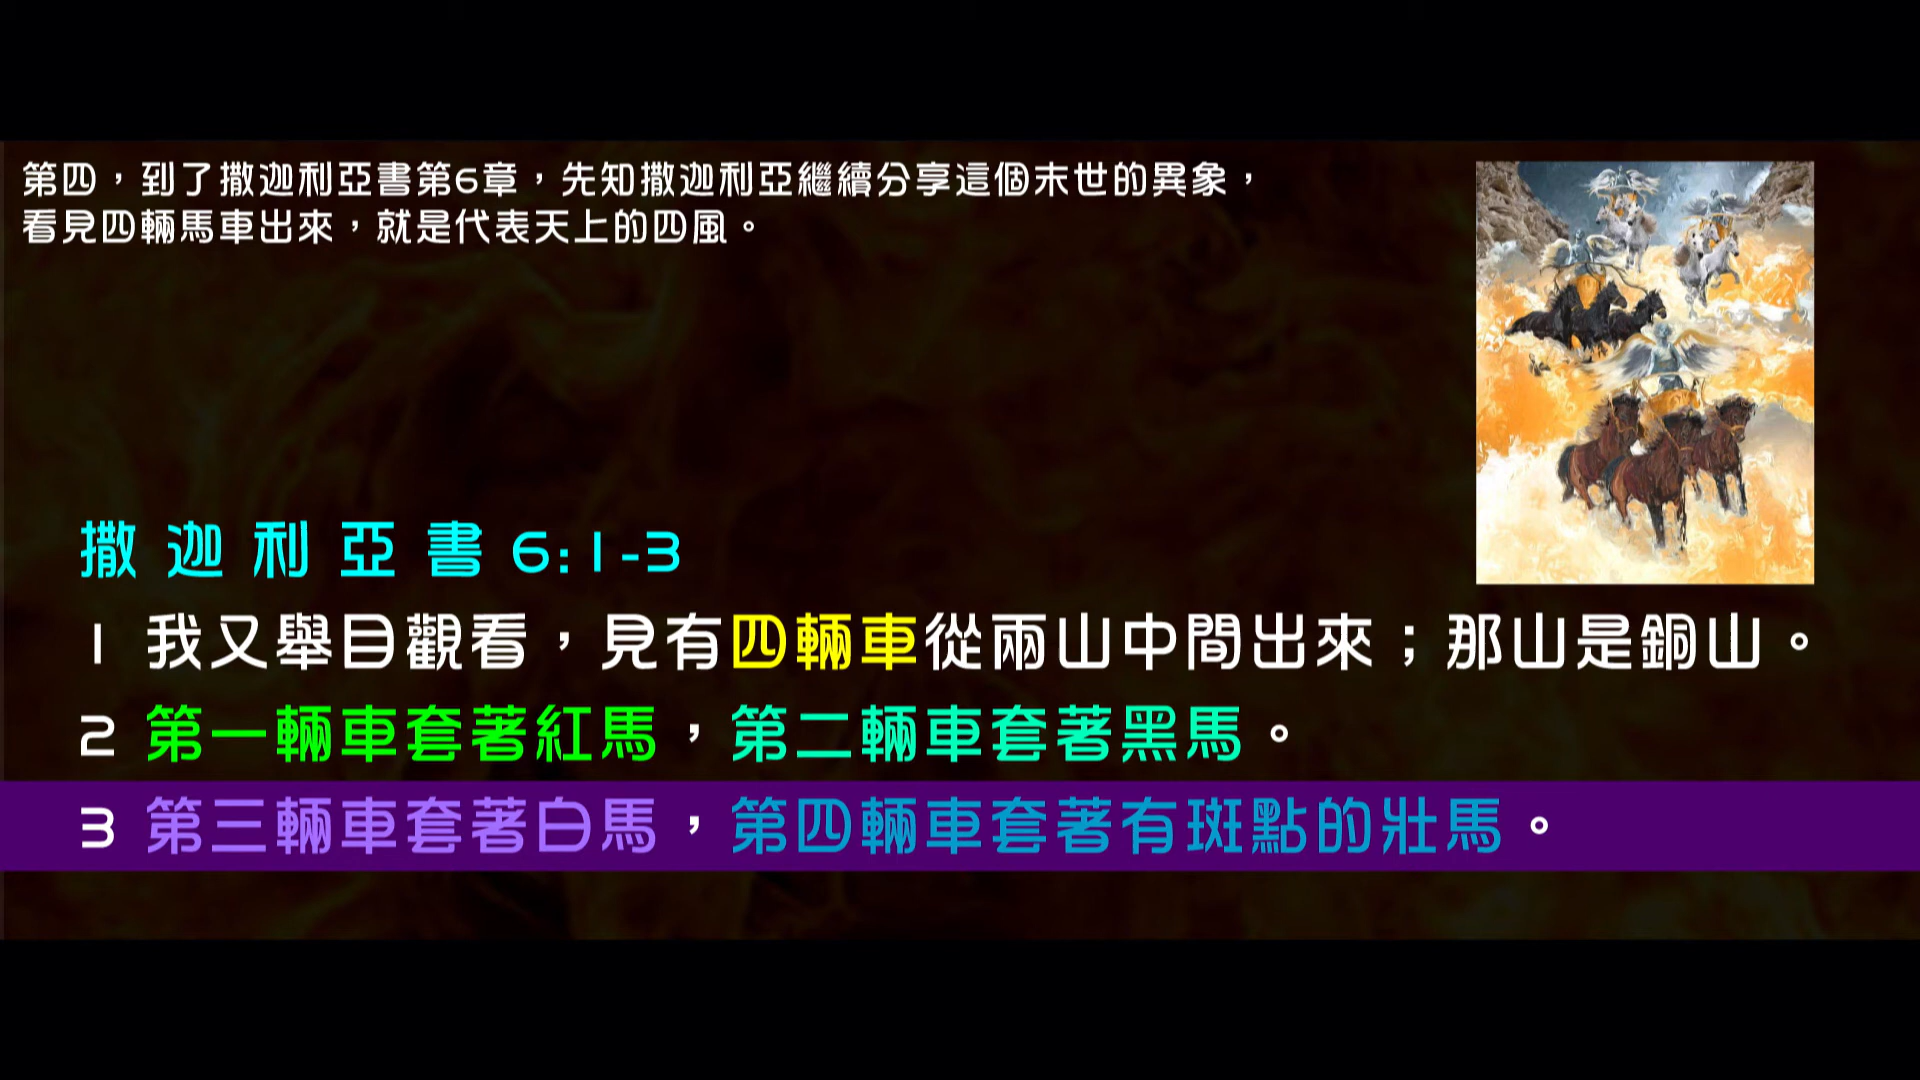 第四，到了撒迦利亞書第6章，先知撒迦利亞繼續分享這個末世的異象，
看見四輛馬車出來，就是代表天上的四風。
撒迦利亞書 6:1-3
1 我又舉目觀看，見有四輛車從兩山中間出來；那山是銅山。
2 第一輛車套著紅馬，第二輛車套著黑馬。
3 第三輛車套著白馬，第四輛車套著有斑點的壯馬。